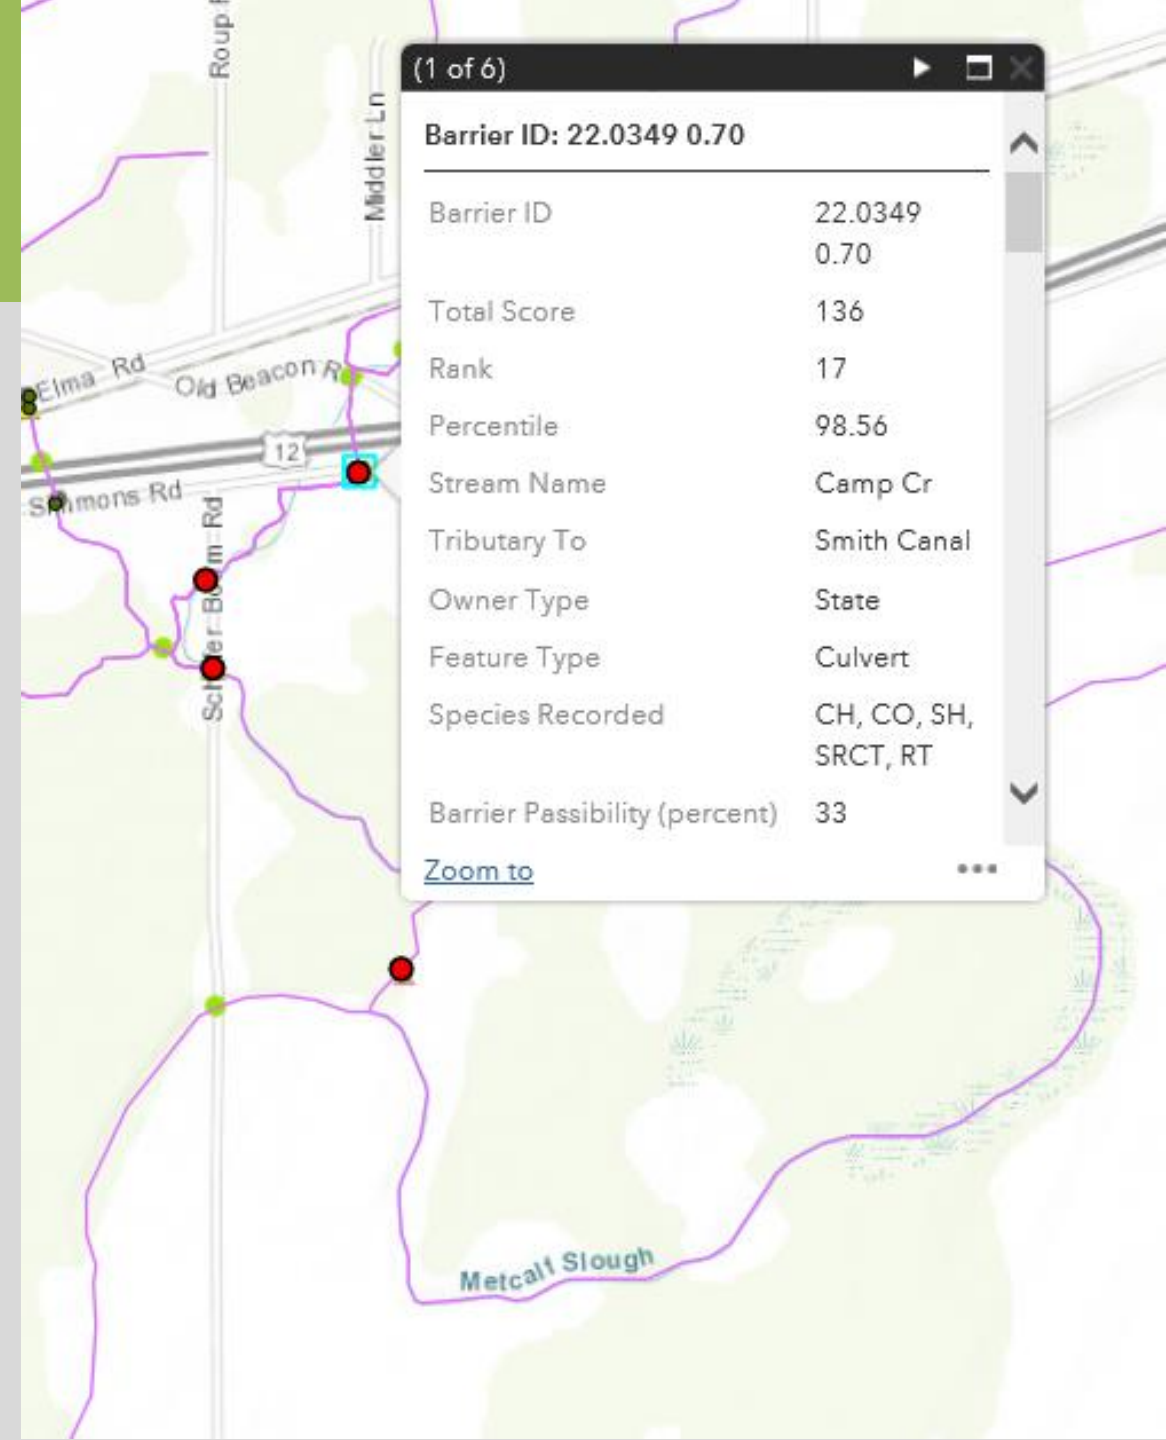 Roup
Middler Ln
(1 of 6)
Barrier ID: 22.0349 0.70
Barrier ID 22.0349
0.70
Total Score 136
Rank 17
Percentile 98.56
Stream Name Camp Cr
Tributary To Smith Canal
Owner Type State
Feature Type Culvert
Species Recorded CH, CO, SH,
SRCT, RT
Barrier Passibility (percent) 33
Zoom to
Elma Rd
Old Beacon R
12
Rd
Rd
Metcalf Slough